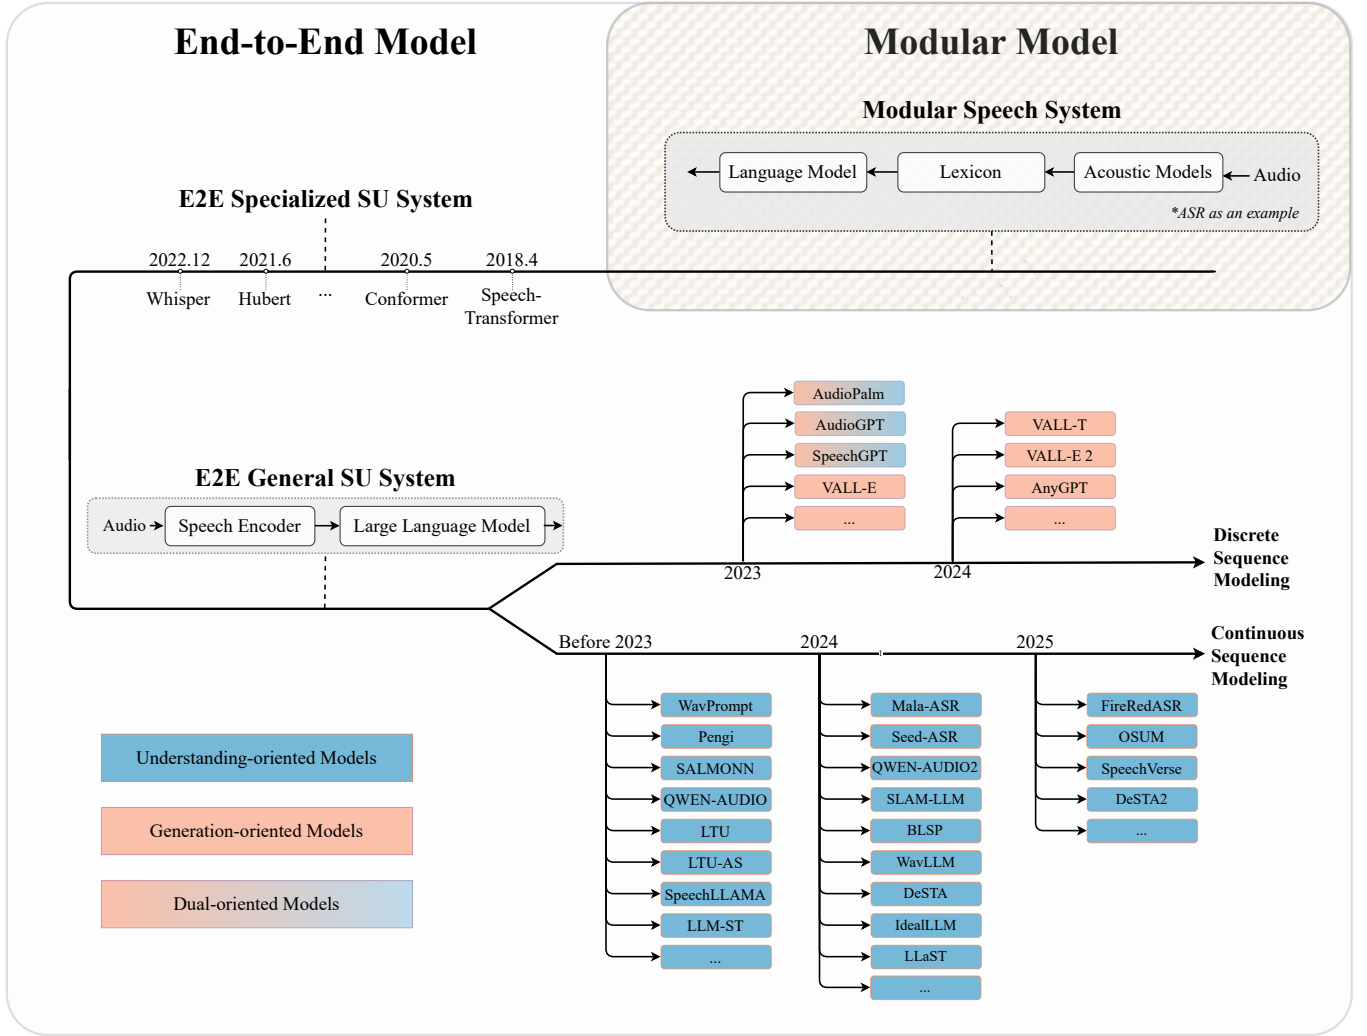 End-to-End Model
Modular Model
Modular Speech System
Language Model
Lexicon
Acoustic Models
Audio
*ASR as an example
E2E Specialized SU System
2022.12
2021.6
2020.5
2018.4
Whisper
Hubert
...
Conformer
Speech-
Transformer
E2E General SU System
Audio
Speech Encoder
Large Language Model
AudioPalm
AudioGPT
SpeechGPT
VALL-E
...
2023
VALL-T
VALL-E 2
AnyGPT
...
2024
Discrete
Sequence
Modeling
Before 2023
2024
2025
Continuous
Sequence
Modeling
WavPrompt
Pengi
SALMONN
QWEN-AUDIO
LTU
LTU-AS
SpeechLLAMA
LLM-ST
...
Mala-ASR
Seed-ASR
QWEN-AUDIO2
SLAM-LLM
BLSP
WavLLM
DeSTA
IdealLLM
LLaST
...
FireRedASR
OSUM
SpeechVerse
DeSTA2
...
Understanding-oriented Models
Generation-oriented Models
Dual-oriented Models